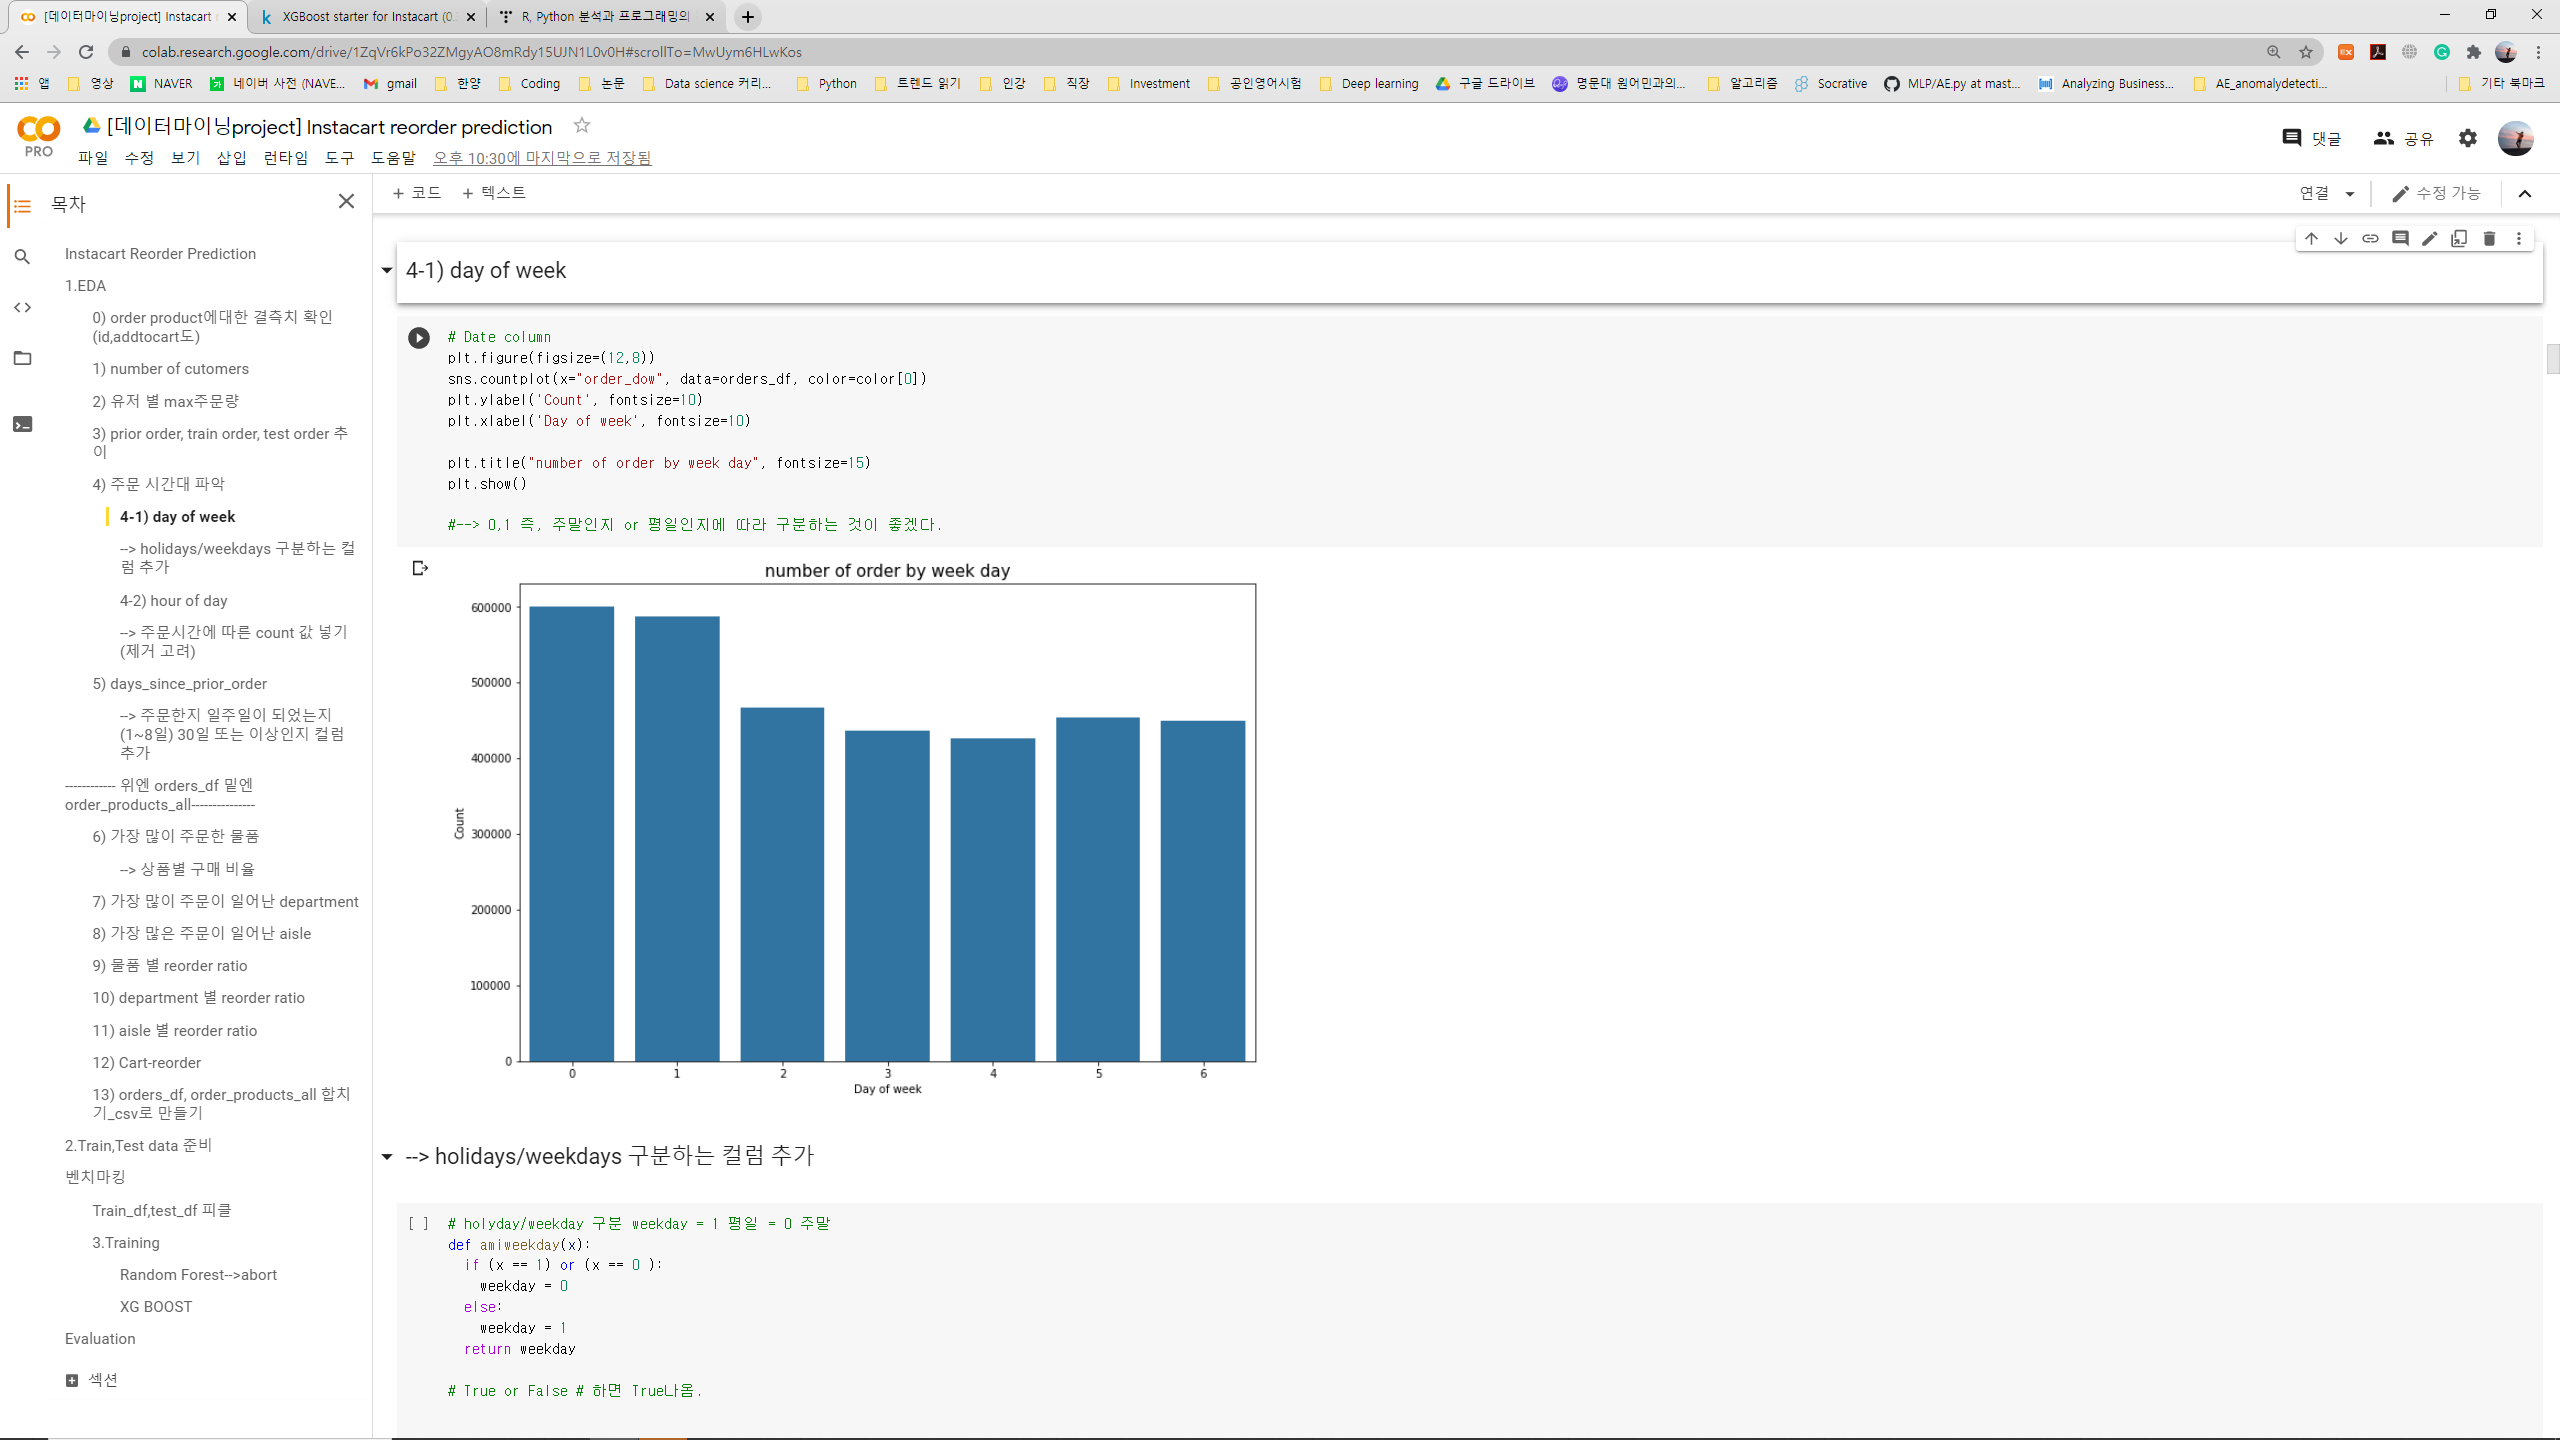 [데이터마이닝project] Instacart r
XGBoost starter for Instacart (0.
R, Python 분석과 프로그래밍의
colab.research.google.com/drive/1ZqVr6kPo32ZMgyAO8mRdy15UJN1L0v0H#scrollTo=MwUym6HLwKos
앱 영상 NAVER 네이버 사전 (NAVE... gmail 한양 Coding 논문 Data science 커리... Python 트렌드 읽기 인강 직장 Investment 공인영어시험 Deep learning 구글 드라이브 명문대 원어민과의... 알고리즘 Socrative MLP/AE.py at mast... Analyzing Business... AE_anomalydetecti... 기타 북마크
[데이터마이닝project] Instacart reorder prediction
PRO
파일 수정 보기 삽입 런타임 도구 도움말 오후 10:30에 마지막으로 저장됨
댓글 공유
목차
+ 코드 + 텍스트
연결 수정 가능
Instacart Reorder Prediction
1.EDA
0) order product에대한 결측치 확인
(id,addtocart도)
1) number of cutomers
2) 유저 별 max주문량
3) prior order, train order, test order 추
이
4) 주문 시간대 파악
4-1) day of week
--> holidays/weekdays 구분하는 컬
럼 추가
4-2) hour of day
--> 주문시간에 따른 count 값 넣기
(제거 고려)
5) days_since_prior_order
--> 주문한지 일주일이 되었는지
(1~8일) 30일 또는 이상인지 컬럼
추가
------------ 위엔 orders_df 밑엔
order_products_all---------------
6) 가장 많이 주문한 물품
--> 상품별 구매 비율
7) 가장 많이 주문이 일어난 department
8) 가장 많은 주문이 일어난 aisle
9) 물품 별 reorder ratio
10) department 별 reorder ratio
11) aisle 별 reorder ratio
12) Cart-reorder
13) orders_df, order_products_all 합치
기_csv로 만들기
2.Train,Test data 준비
벤치마킹
Train_df,test_df 피클
3.Training
Random Forest-->abort
XG BOOST
Evaluation
섹션
4-1) day of week
# Date column
plt.figure(figsize=(12,8))
sns.countplot(x="order_dow", data=orders_df, color=color[0])
plt.ylabel('Count', fontsize=10)
plt.xlabel('Day of week', fontsize=10)
plt.title("number of order by week day", fontsize=15)
plt.show()
#--> 0,1 즉, 주말인지 or 평일인지에 따라 구분하는 것이 좋겠다.
number of order by week day
600000
500000
400000
300000
200000
100000
0
Count
0 1 2 3 4 5 6
Day of week
--> holidays/weekdays 구분하는 컬럼 추가
[ ] # holyday/weekday 구분 weekday = 1 평일 = 0 주말
def amiweekday(x):
if (x == 1) or (x == 0 ):
weekday = 0
else:
weekday = 1
return weekday
# True or False # 하면 True나옴.